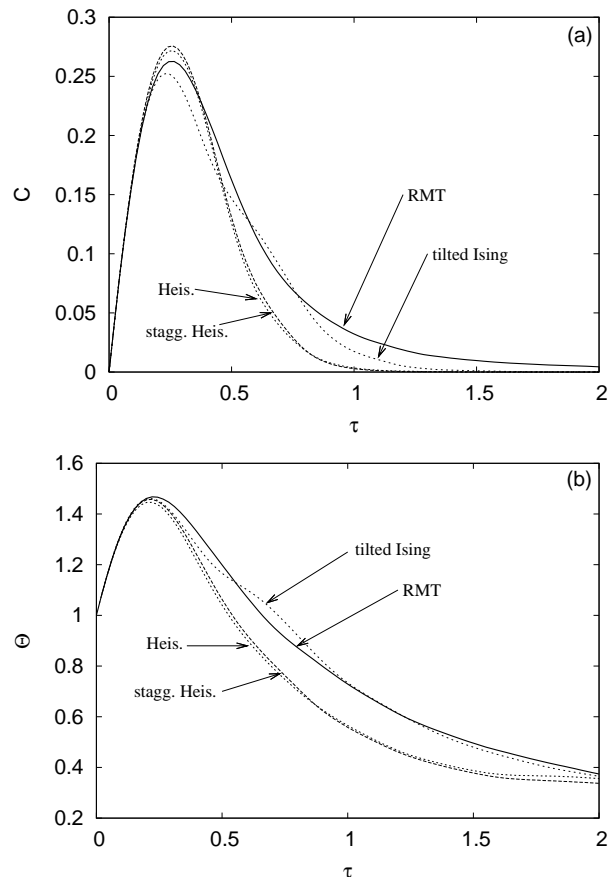 (a)
0.3
0.25
0.2
0.15
0.1
0.05
0
C
RMT
tilted Ising
Heis.
stagg. Heis.
0 0.5 1 1.5 2
τ
(b)
1.6
1.4
1.2
1
0.8
0.6
0.4
0.2
Θ
tilted Ising
RMT
Heis.
stagg. Heis.
0 0.5 1 1.5 2
τ